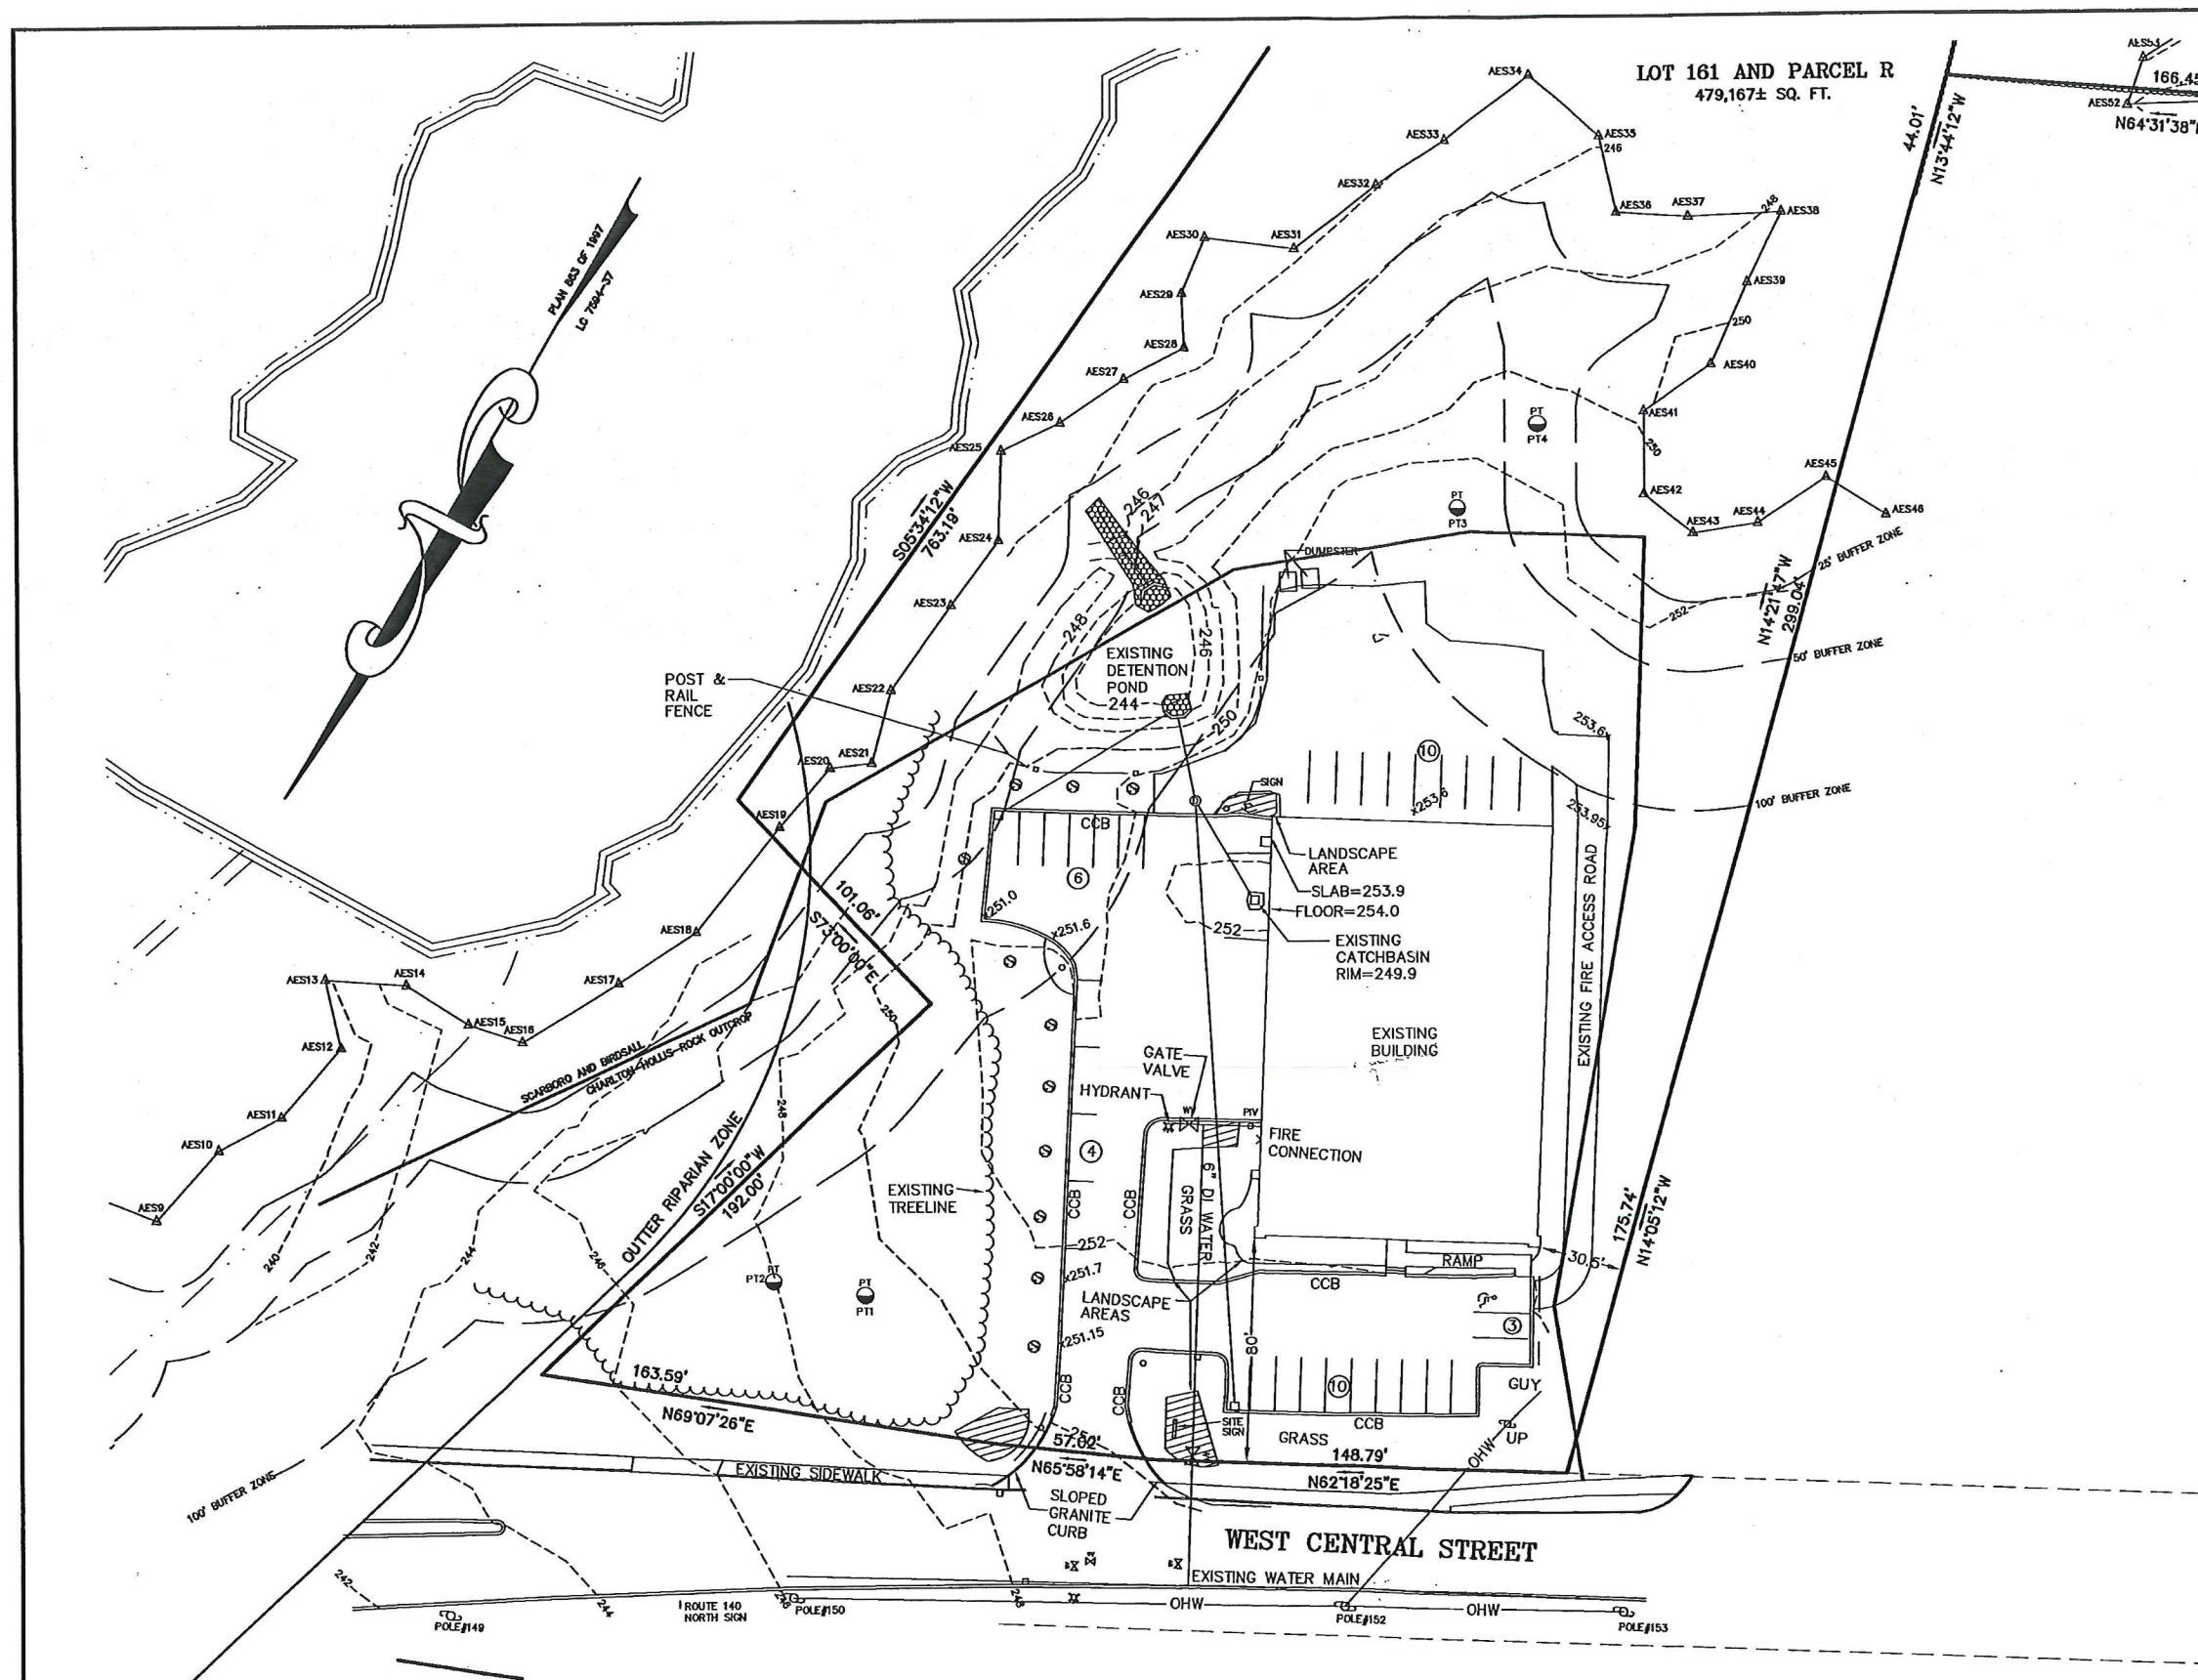 LOT 161 AND PARCEL R
479,167± SQ. FT.
AES53
166.45
AES52
N64°31'38"E
44.01'
N13°44'12"W
AES34
AES35
246
AES33
AES32
AES36
AES37
248
AES38
AES30
AES31
AES39
AES29
250
AES28
AES40
AES27
AES26
AES41
AES25
250
PT
PT4
AES42
AES45
AES43
AES44
AES46
PT
PT3
PLAN 863 OF 1997
LC 7594-37
S05°34'12"W
763.19'
246
247
AES24
DUMPSTER
25' BUFFER ZONE
N14°21'47"W
299.04'
252
50' BUFFER ZONE
100' BUFFER ZONE
AES23
248
246
EXISTING
DETENTION
POND
244
250
POST &
RAIL
FENCE
AES22
AES20
AES21
AES19
253.6
10
x253.6
253.95
SIGN
CCB
LANDSCAPE
AREA
SLAB=253.9
FLOOR=254.0
6
x251.0
x251.6
252
EXISTING
CATCHBASIN
RIM=249.9
EXISTING FIRE ACCESS ROAD
101.06'
S73°00'00"E
250
AES18
AES17
AES13
AES14
AES15
AES16
AES12
AES11
AES10
AES9
SCARBORO AND BIRDSALL
CHARLTON-HOLLIS-ROCK OUTCROP
EXISTING
BUILDING
GATE
VALVE
HYDRANT
WV
PIV
FIRE
CONNECTION
4
CCB
CCB
GRASS
6" DI WATER
248
OUTTER RIPARIAN ZONE
S17°00'00"W
192.00'
EXISTING
TREELINE
240
242
244
246
PT
PT2
PT
PT1
252
x251.7
LANDSCAPE
AREAS
x251.15
RAMP
CCB
30.5'
175.74'
N14°05'12"W
3
80'
10
GUY
CCB
CCB
CCB
SITE
SIGN
GRASS
UP
OHW
163.59'
N69°07'26"E
57.02'
N65°58'14"E
148.79'
N62°18'25"E
EXISTING SIDEWALK
SLOPED
GRANITE
CURB
100' BUFFER ZONE
WEST CENTRAL STREET
EXISTING WATER MAIN
242
244
246
248
POLE#149
ROUTE 140
NORTH SIGN
POLE#150
OHW
POLE#152
OHW
POLE#153